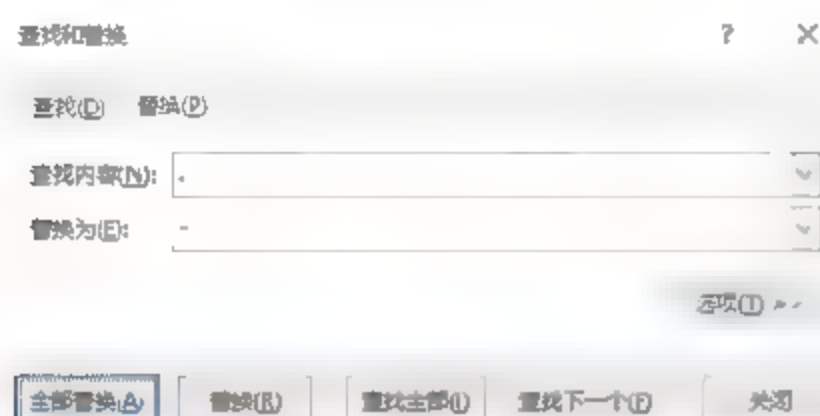 查找和替换 ? ×
查找(D) 替换(P)
查找内容(N): .
替换为(E): -
选项(T) >>
全部替换(A) 替换(R) 查找全部(I) 查找下一个(F) 关闭